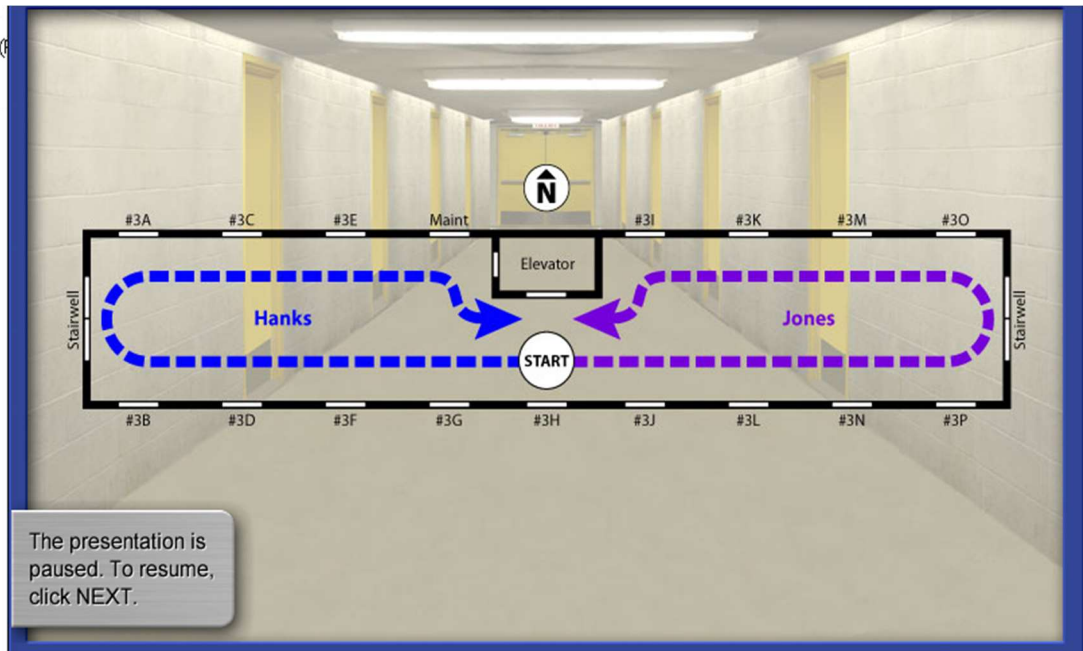 N
#3A #3C #3E Maint #3I #3K #3M #3O
Elevator
Stairwell Hanks Jones Stairwell
START
#3B #3D #3F #3G #3H #3J #3L #3N #3P
The presentation is
paused. To resume,
click NEXT.